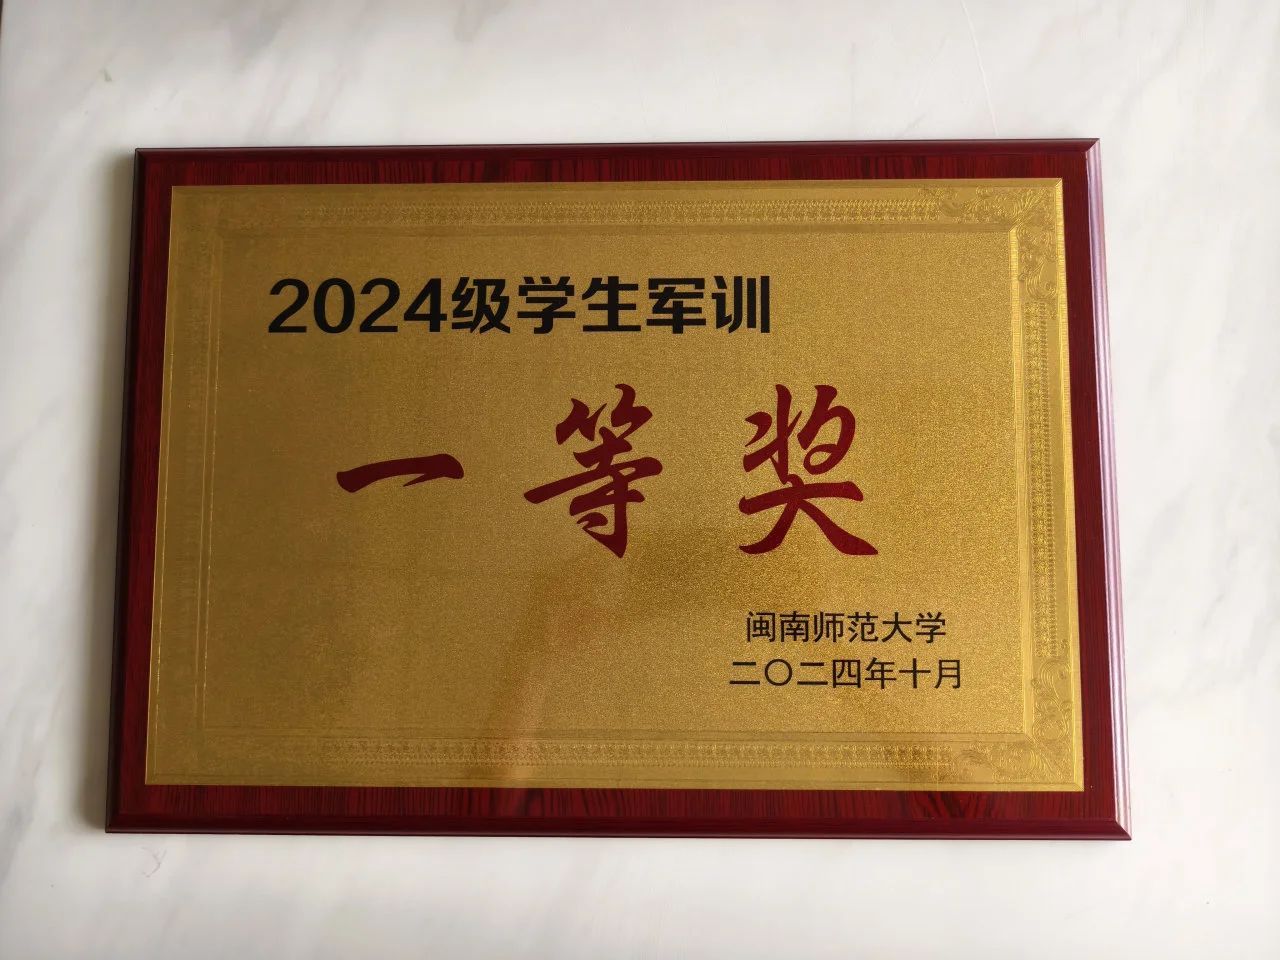 2024级学生军训
一等奖
闽南师范大学
二〇二四年十月